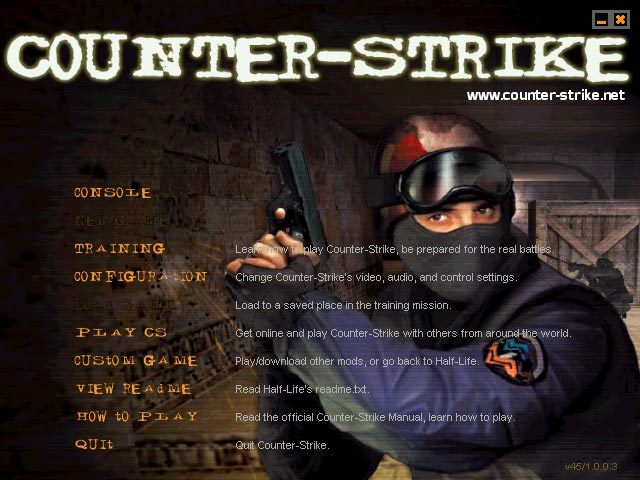 COUNTER-STRIKE
www.counter-strike.net
CONSOLE
NEW GAME
TRAINING Learn how to play Counter-Strike, be prepared for the real battles.
CONFIGURATION Change Counter-Strike's video, audio, and control settings.
LOAD GAME Load to a saved place in the training mission.
PLAY CS Get online and play Counter-Strike with others from around the world.
CUSTOM GAME Play/download other mods, or go back to Half-Life.
VIEW README Read Half-Life's readme.txt.
HOW TO PLAY Read the official Counter-Strike Manual, learn how to play.
QUIT Quit Counter-Strike.
v45/1.0.0.3